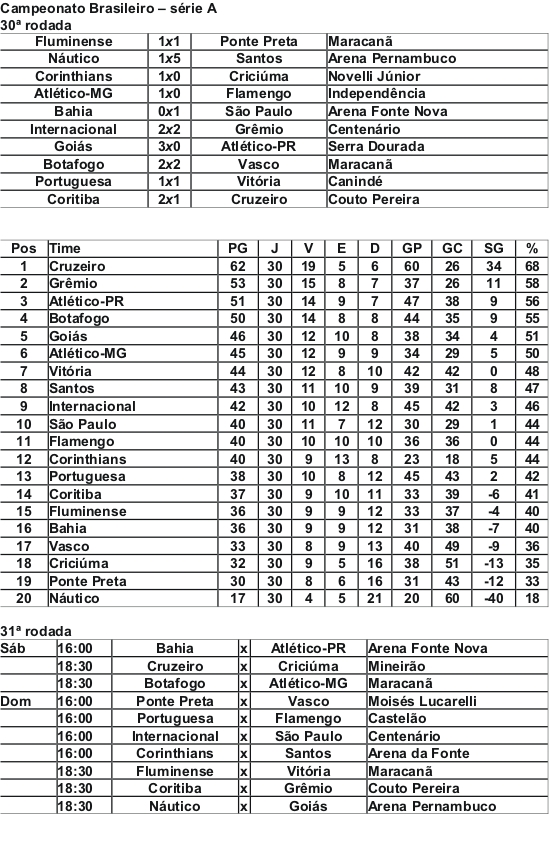 Campeonato Brasileiro – série A
30ª rodada
Fluminense 1x1 Ponte Preta Maracanã
Náutico 1x5 Santos Arena Pernambuco
Corinthians 1x0 Criciúma Novelli Júnior
Atlético-MG 1x0 Flamengo Independência
Bahia 0x1 São Paulo Arena Fonte Nova
Internacional 2x2 Grêmio Centenário
Goiás 3x0 Atlético-PR Serra Dourada
Botafogo 2x2 Vasco Maracanã
Portuguesa 1x1 Vitória Canindé
Coritiba 2x1 Cruzeiro Couto Pereira
Pos Time PG J V E D GP GC SG %
1 Cruzeiro 62 30 19 5 6 60 26 34 68
2 Grêmio 53 30 15 8 7 37 26 11 58
3 Atlético-PR 51 30 14 9 7 47 38 9 56
4 Botafogo 50 30 14 8 8 44 35 9 55
5 Goiás 46 30 12 10 8 38 34 4 51
6 Atlético-MG 45 30 12 9 9 34 29 5 50
7 Vitória 44 30 12 8 10 42 42 0 48
8 Santos 43 30 11 10 9 39 31 8 47
9 Internacional 42 30 10 12 8 45 42 3 46
10 São Paulo 40 30 11 7 12 30 29 1 44
11 Flamengo 40 30 10 10 10 36 36 0 44
12 Corinthians 40 30 9 13 8 23 18 5 44
13 Portuguesa 38 30 10 8 12 45 43 2 42
14 Coritiba 37 30 9 10 11 33 39 -6 41
15 Fluminense 36 30 9 9 12 33 37 -4 40
16 Bahia 36 30 9 9 12 31 38 -7 40
17 Vasco 33 30 8 9 13 40 49 -9 36
18 Criciúma 32 30 9 5 16 38 51 -13 35
19 Ponte Preta 30 30 8 6 16 31 43 -12 33
20 Náutico 17 30 4 5 21 20 60 -40 18
31ª rodada
Sáb 16:00 Bahia x Atlético-PR Arena Fonte Nova
18:30 Cruzeiro x Criciúma Mineirão
18:30 Botafogo x Atlético-MG Maracanã
Dom 16:00 Ponte Preta x Vasco Moisés Lucarelli
16:00 Portuguesa x Flamengo Castelão
16:00 Internacional x São Paulo Centenário
16:00 Corinthians x Santos Arena da Fonte
18:30 Fluminense x Vitória Maracanã
18:30 Coritiba x Grêmio Couto Pereira
18:30 Náutico x Goiás Arena Pernambuco